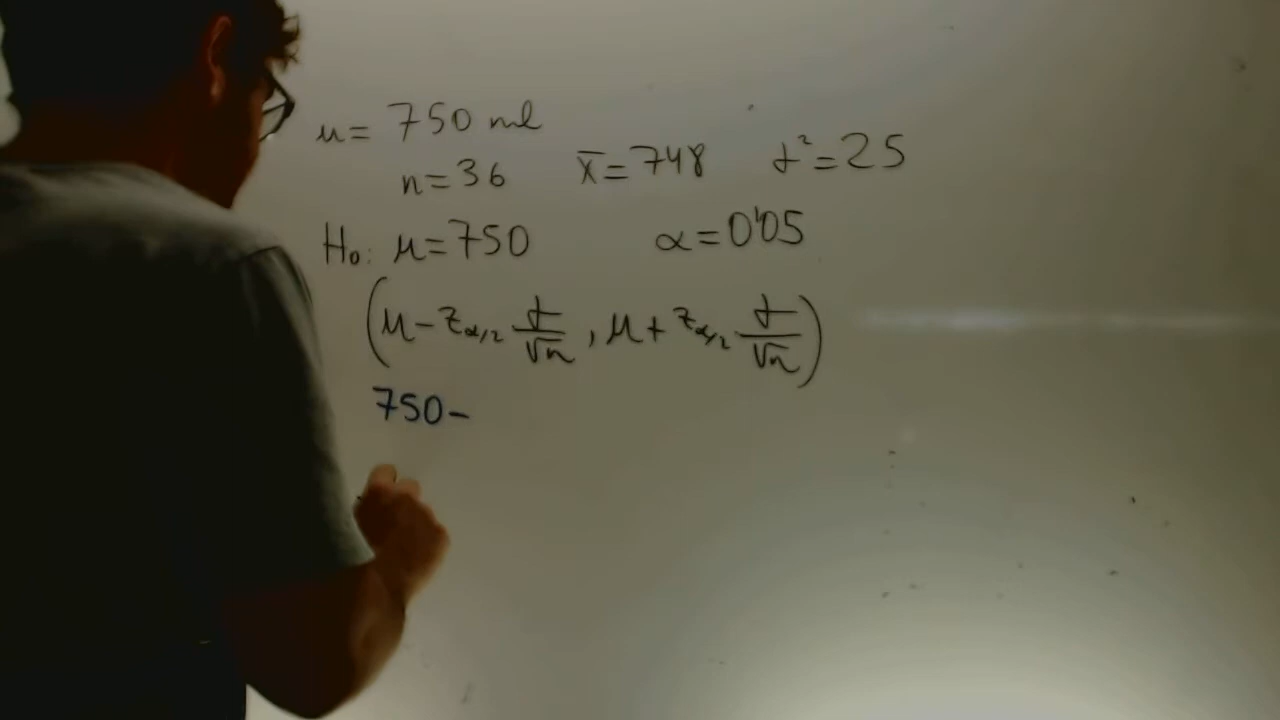 μ = 750 ml
n = 36 x̄ = 748 σ² = 25
H₀: μ = 750 α = 0'05
(μ - z_{α/2} σ/√n , μ + z_{α/2} σ/√n)
750 -